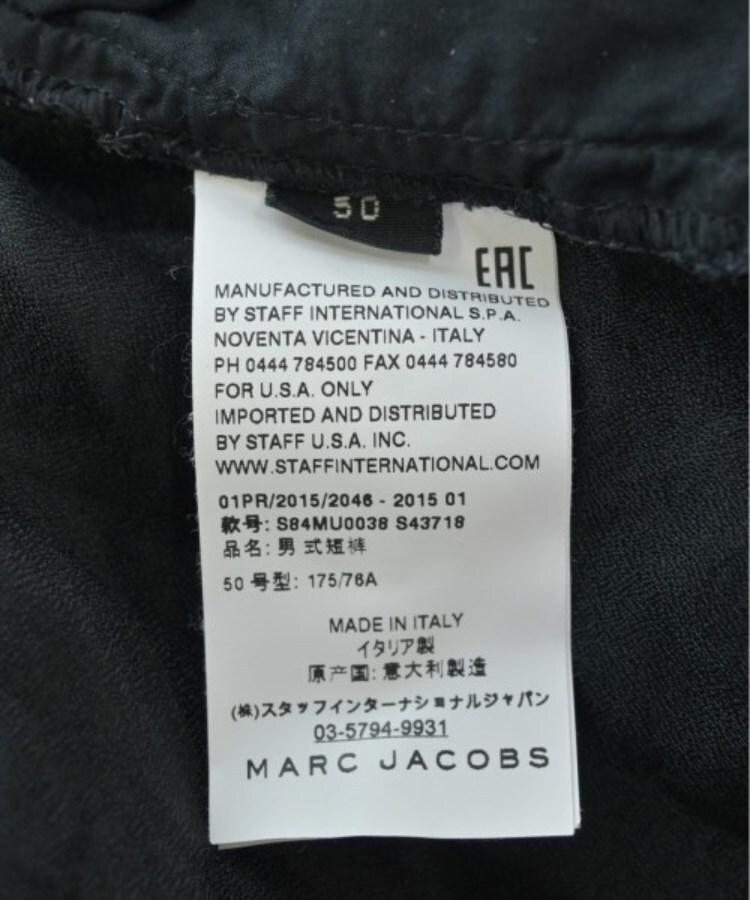 50
EAC
MANUFACTURED AND DISTRIBUTED
BY STAFF INTERNATIONAL S.P.A.
NOVENTA VICENTINA - ITALY
PH 0444 784500 FAX 0444 784580
FOR U.S.A. ONLY
IMPORTED AND DISTRIBUTED
BY STAFF U.S.A. INC.
WWW.STAFFINTERNATIONAL.COM
01PR/2015/2046 - 2015 01
款号: S84MU0038 S43718
品名: 男 式短裤
50 号型: 175/76A
MADE IN ITALY
イタリア製
原产国: 意大利製造
(株)スタッフインターナショナルジャパン
03-5794-9931
MARC JACOBS